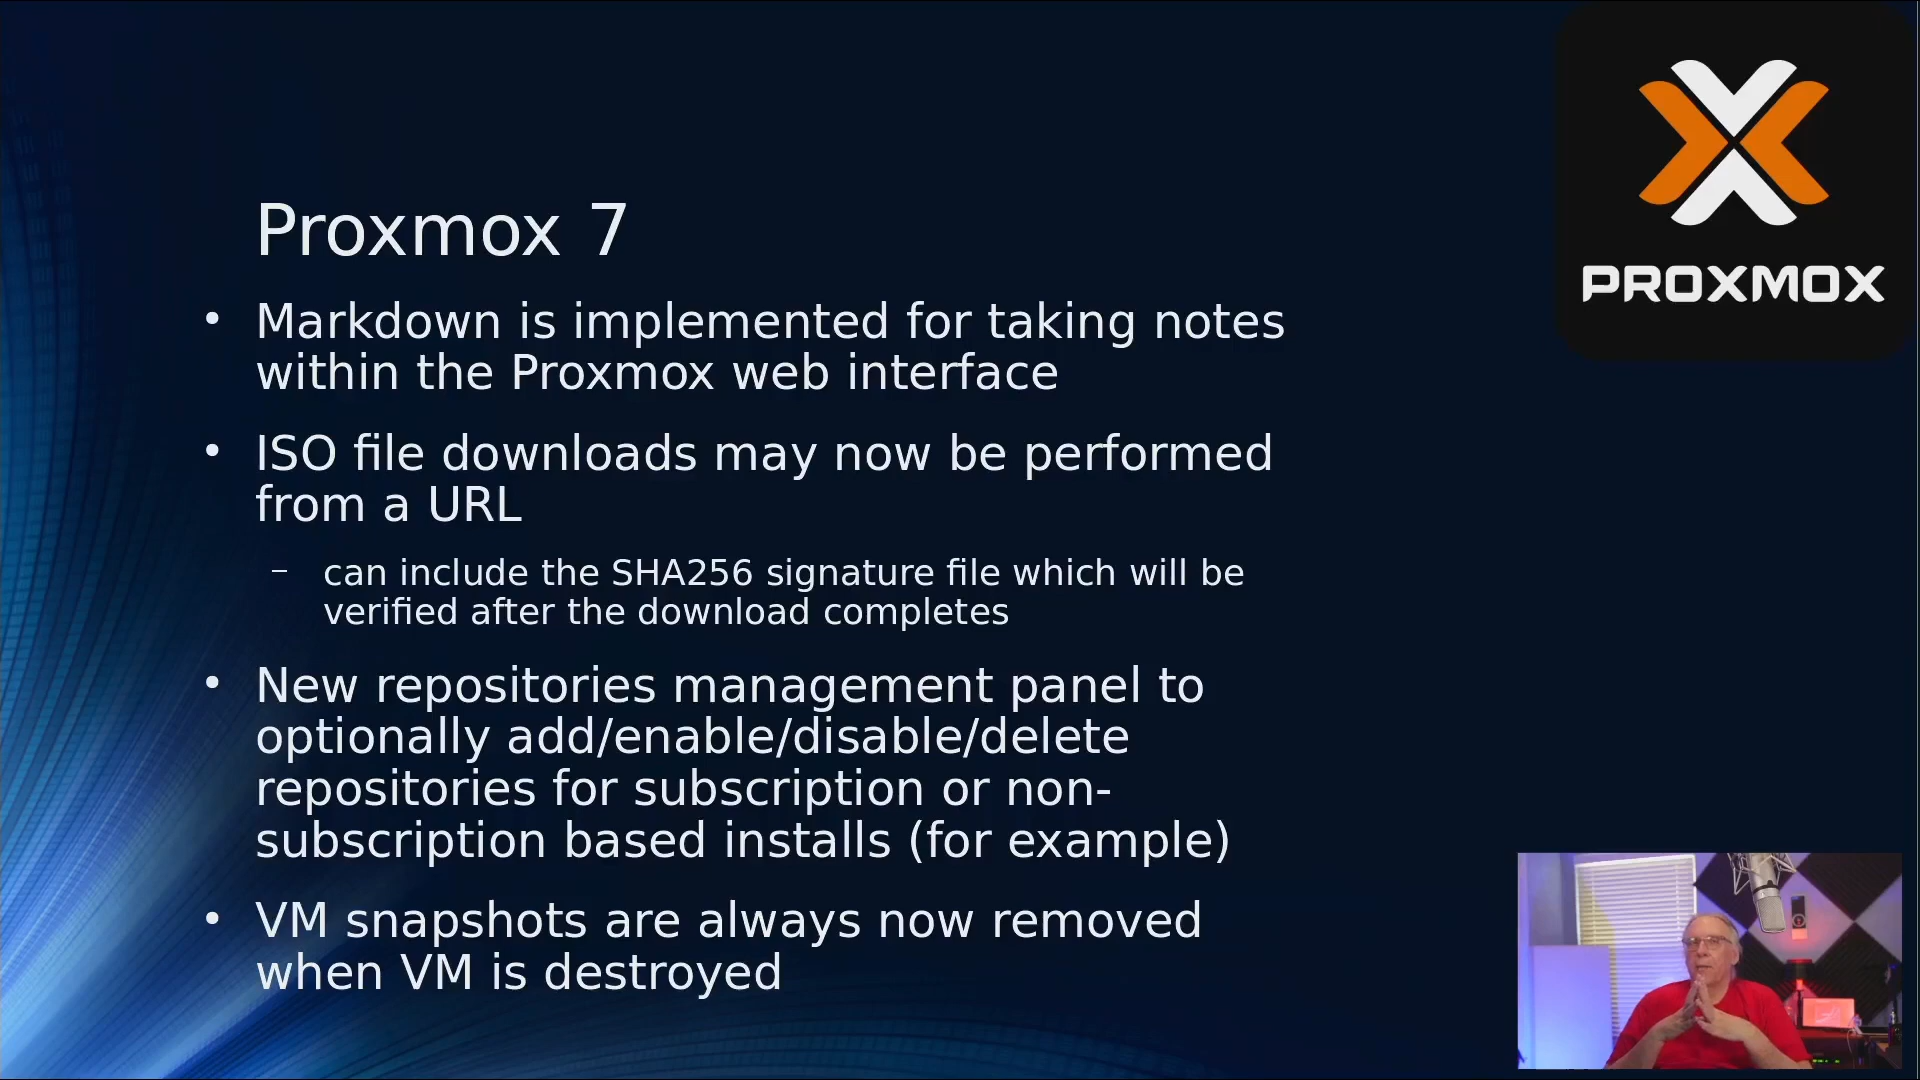 PROXMOX
Proxmox 7
• Markdown is implemented for taking notes
within the Proxmox web interface
• ISO file downloads may now be performed
from a URL
– can include the SHA256 signature file which will be
verified after the download completes
• New repositories management panel to
optionally add/enable/disable/delete
repositories for subscription or non-
subscription based installs (for example)
• VM snapshots are always now removed
when VM is destroyed